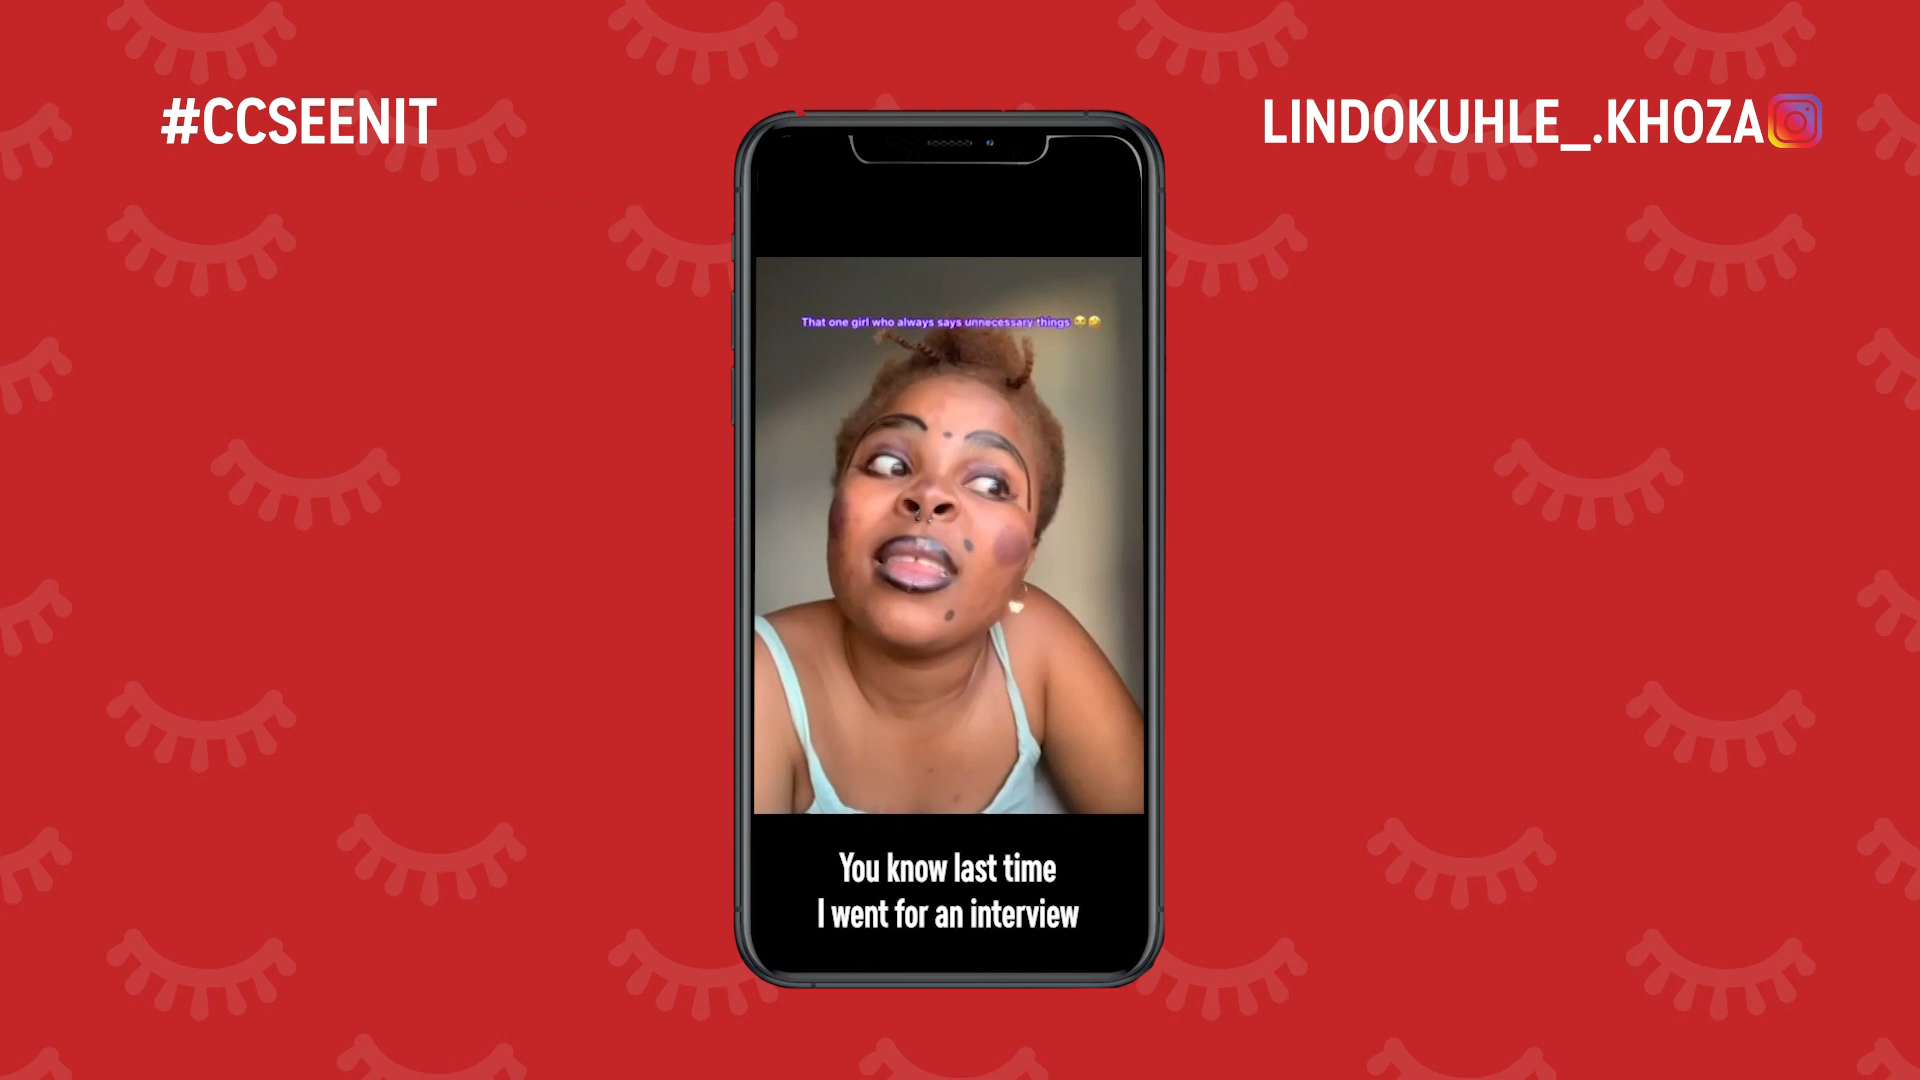 #CCSEENIT
LINDOKUHLE_.KHOZA
That one girl who always says unnecessary things 😭🤣
You know last time
I went for an interview